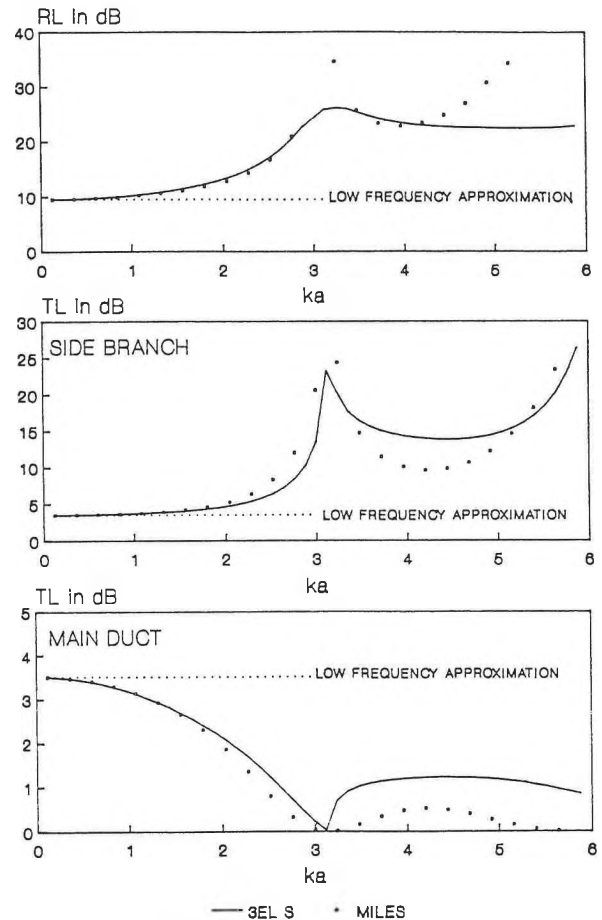 RL In dB
40
30
20
10
0
LOW FREQUENCY APPROXIMATION
0 1 2 3 4 5 6
ka
TL In dB
30
25
20
15
10
5
0
SIDE BRANCH
LOW FREQUENCY APPROXIMATION
0 1 2 3 4 5 6
ka
TL in dB
5
4
3
2
1
0
MAIN DUCT
LOW FREQUENCY APPROXIMATION
0 1 2 3 4 5 6
ka
3EL S MILES